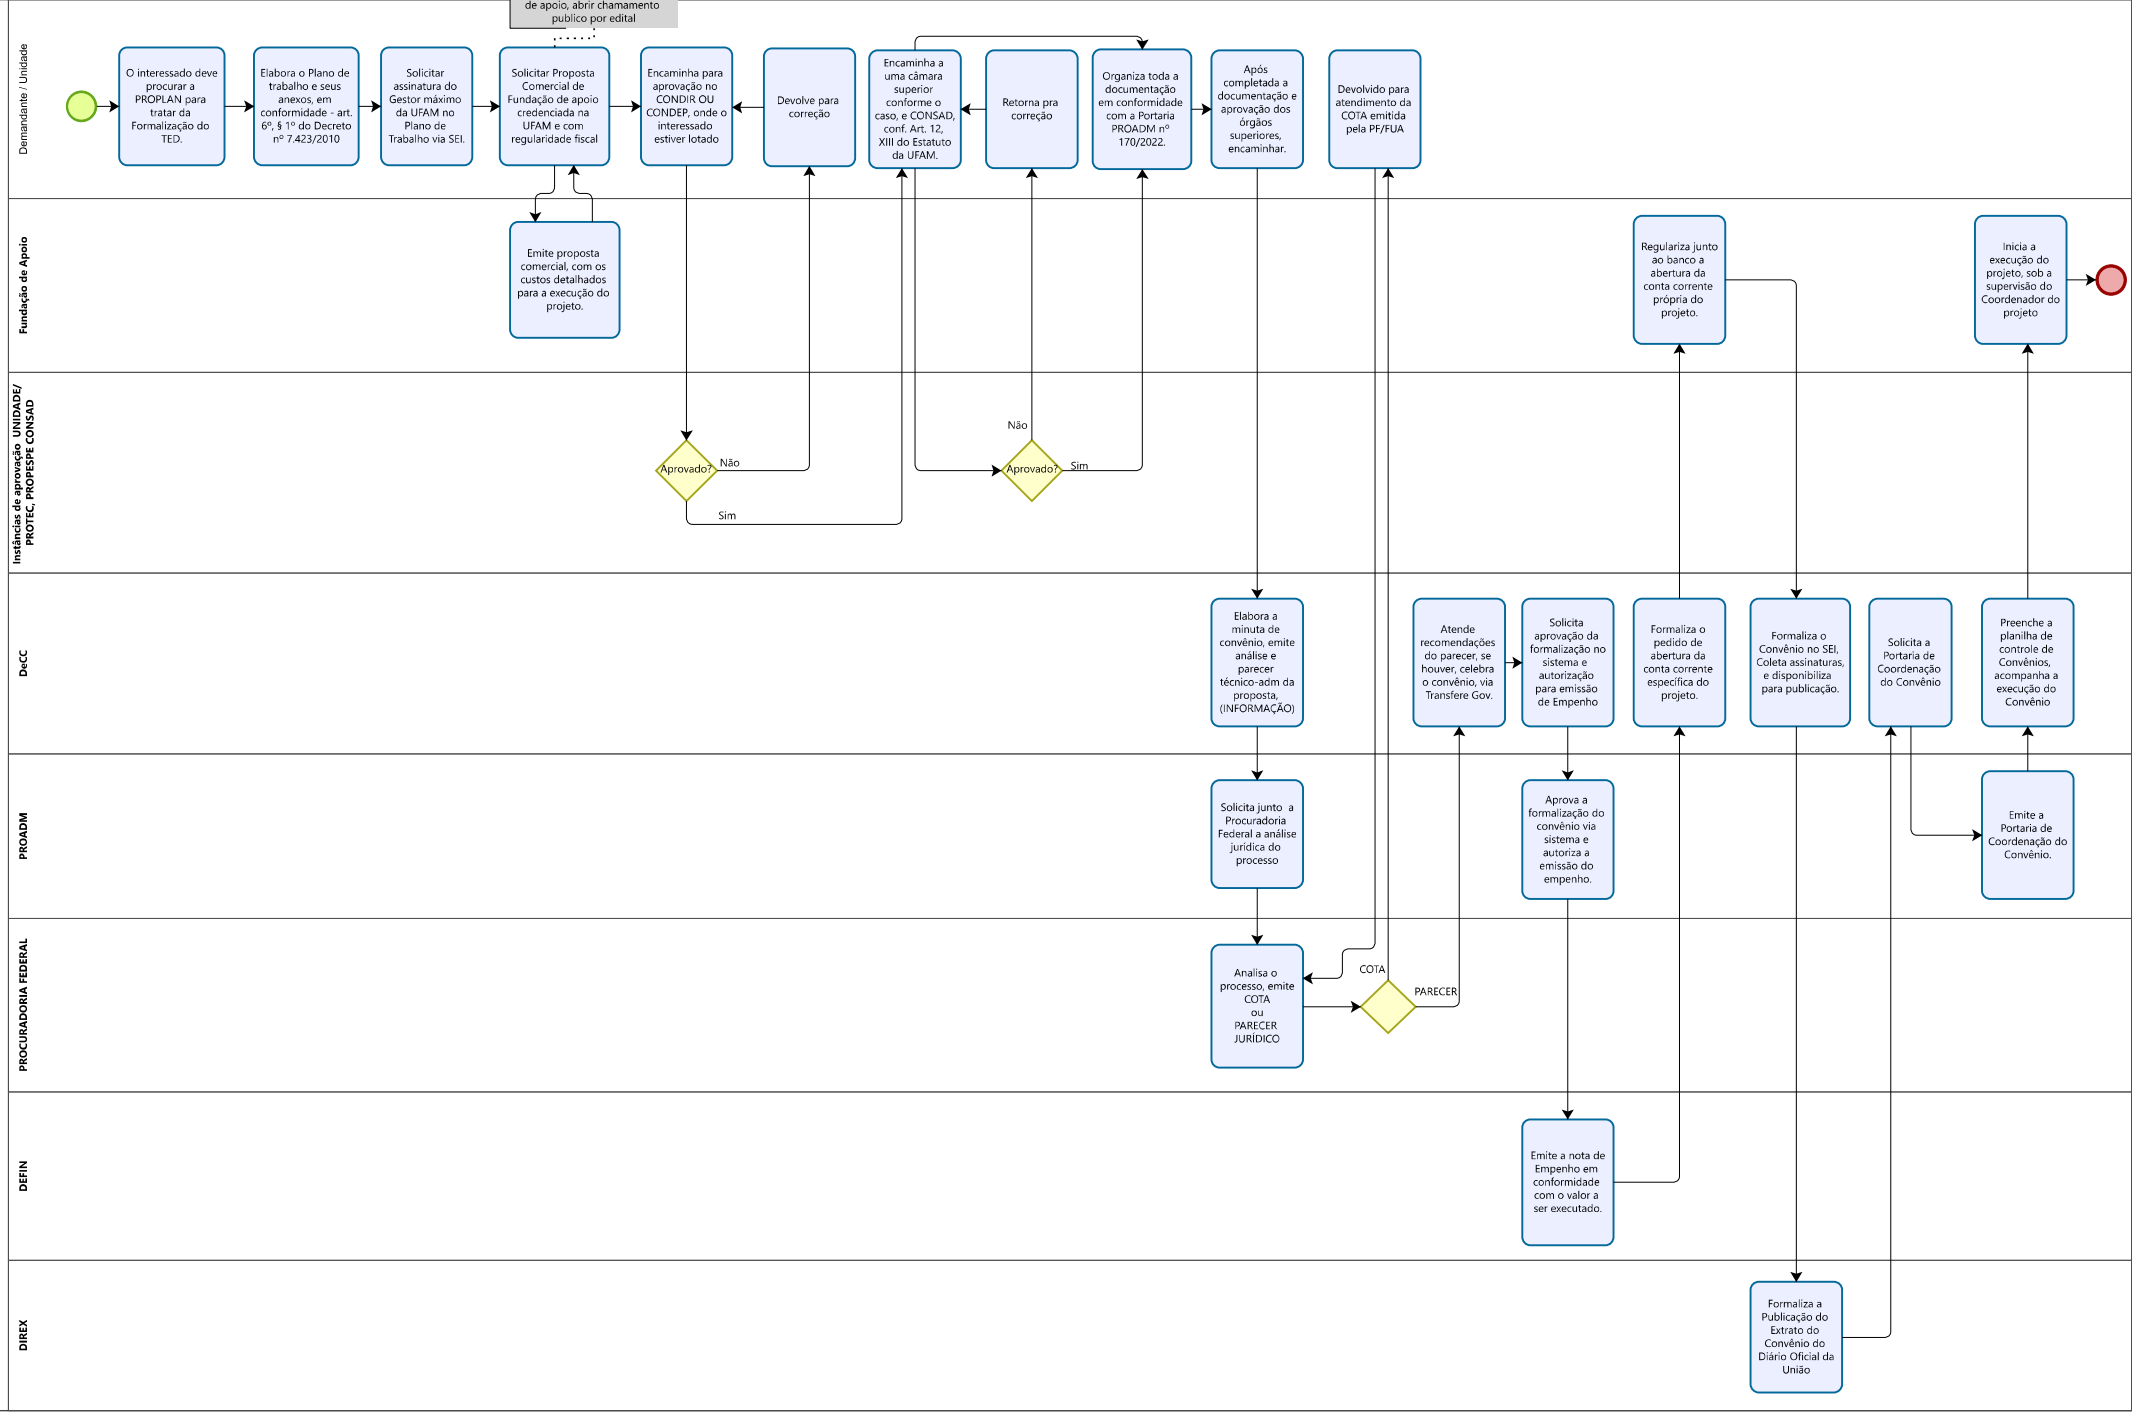 de apoio, abrir chamamento
publico por edital
Demandante / Unidade
O interessado deve
procurar a
PROPLAN para
tratar da
Formalização do
TED.
Elabora o Plano de
trabalho e seus
anexos, em
conformidade - art.
6º, § 1º do Decreto
nº 7.423/2010
Solicitar
assinatura do
Gestor máximo
da UFAM no
Plano de
Trabalho via SEI.
Solicitar Proposta
Comercial de
Fundação de apoio
credenciada na
UFAM e com
regularidade fiscal
Encaminha para
aprovação no
CONDIR OU
CONDEP, onde o
interessado
estiver lotado
Devolve para
correção
Encaminha a
uma câmara
superior
conforme o
caso, e CONSAD,
conf. Art. 12,
XIII do Estatuto
da UFAM.
Retorna pra
correção
Organiza toda a
documentação
em conformidade
com a Portaria
PROADM nº
170/2022.
Após
completada a
documentação e
aprovação dos
órgãos
superiores,
encaminhar.
Devolvido para
atendimento da
COTA emitida
pela PF/FUA
Fundação de Apoio
Emite proposta
comercial, com os
custos detalhados
para a execução do
projeto.
Regulariza junto
ao banco a
abertura da
conta corrente
própria do
projeto.
Inicia a
execução do
projeto, sob a
supervisão do
Coordenador do
projeto
Instâncias de aprovação UNIDADE/
PROTEC, PROPESPE CONSAD
Aprovado?
Não
Sim
Não
Aprovado?
Sim
DeCC
Elabora a
minuta de
convênio, emite
análise e
parecer
técnico-adm da
proposta,
(INFORMAÇÃO)
Atende
recomendações
do parecer, se
houver, celebra
o convênio, via
Transfere Gov.
Solicita
aprovação da
formalização no
sistema e
autorização
para emissão
de Empenho
Formaliza o
pedido de
abertura da
conta corrente
específica do
projeto.
Formaliza o
Convênio no SEI,
Coleta assinaturas,
e disponibiliza
para publicação.
Solicita a
Portaria de
Coordenação
do Convênio
Preenche a
planilha de
controle de
Convênios,
acompanha a
execução do
Convênio
PROADM
Solicita junto a
Procuradoria
Federal a análise
jurídica do
processo
Aprova a
formalização do
convênio via
sistema e
autoriza a
emissão do
empenho.
Emite a
Portaria de
Coordenação do
Convênio.
PROCURADORIA FEDERAL
Analisa o
processo, emite
COTA
ou
PARECER
JURÍDICO
COTA
PARECER
DEFIN
Emite a nota de
Empenho em
conformidade
com o valor a
ser executado.
DIREX
Formaliza a
Publicação do
Extrato do
Convênio do
Diário Oficial da
União